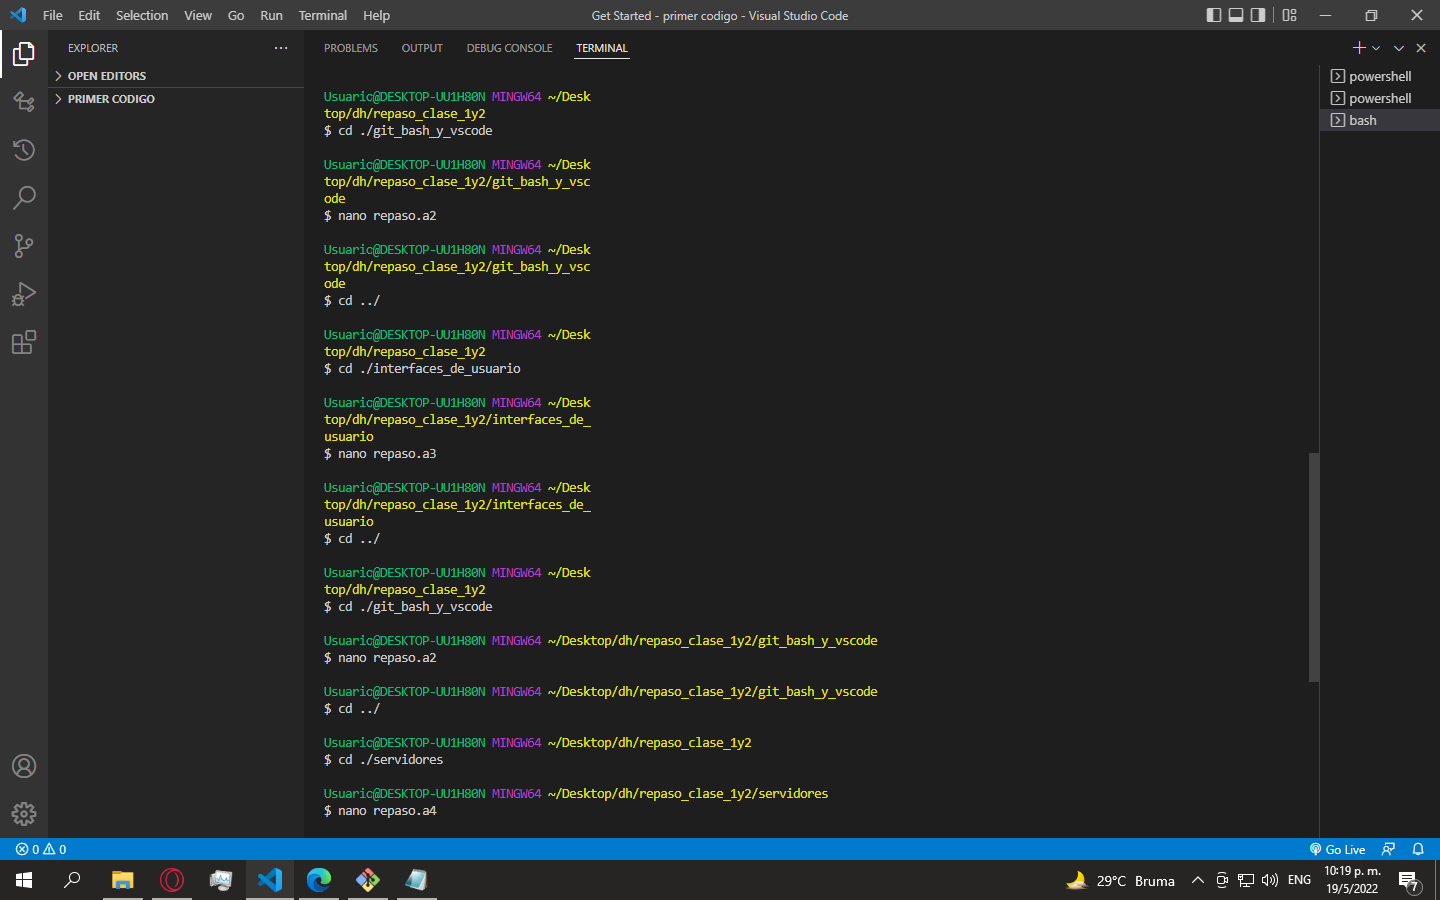 File Edit Selection View Go Run Terminal Help
Get Started - primer codigo - Visual Studio Code
EXPLORER
OPEN EDITORS
PRIMER CODIGO
PROBLEMS OUTPUT DEBUG CONSOLE TERMINAL
Usuario@DESKTOP-UU1H80N MINGW64 ~/Desk
top/dh/repaso_clase_1y2
$ cd ./git_bash_y_vscode
Usuario@DESKTOP-UU1H80N MINGW64 ~/Desk
top/dh/repaso_clase_1y2/git_bash_y_vsc
ode
$ nano repaso.a2
Usuario@DESKTOP-UU1H80N MINGW64 ~/Desk
top/dh/repaso_clase_1y2/git_bash_y_vsc
ode
$ cd ../
Usuario@DESKTOP-UU1H80N MINGW64 ~/Desk
top/dh/repaso_clase_1y2
$ cd ./interfaces_de_usuario
Usuario@DESKTOP-UU1H80N MINGW64 ~/Desk
top/dh/repaso_clase_1y2/interfaces_de_
usuario
$ nano repaso.a3
Usuario@DESKTOP-UU1H80N MINGW64 ~/Desk
top/dh/repaso_clase_1y2/interfaces_de_
usuario
$ cd ../
Usuario@DESKTOP-UU1H80N MINGW64 ~/Desk
top/dh/repaso_clase_1y2
$ cd ./git_bash_y_vscode
Usuario@DESKTOP-UU1H80N MINGW64 ~/Desktop/dh/repaso_clase_1y2/git_bash_y_vscode
$ nano repaso.a2
Usuario@DESKTOP-UU1H80N MINGW64 ~/Desktop/dh/repaso_clase_1y2/git_bash_y_vscode
$ cd ../
Usuario@DESKTOP-UU1H80N MINGW64 ~/Desktop/dh/repaso_clase_1y2
$ cd ./servidores
Usuario@DESKTOP-UU1H80N MINGW64 ~/Desktop/dh/repaso_clase_1y2/servidores
$ nano repaso.a4
powershell
powershell
bash
0 0
Go Live
29°C Bruma
ENG
10:19 p. m.
19/5/2022
7